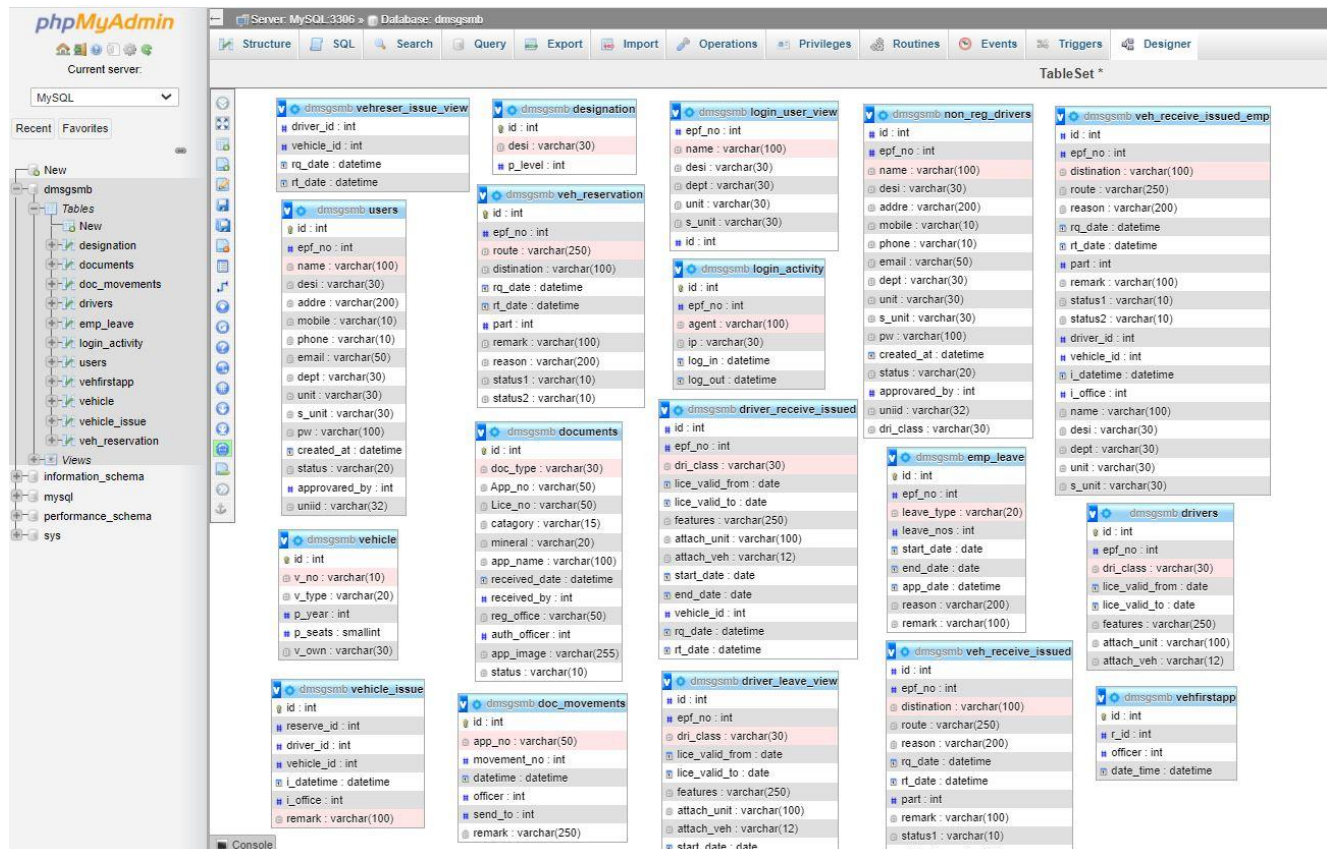 phpMyAdmin
Current server:
MySQL
Recent Favorites
New
dmsgsmb
Tables
New
designation
documents
doc_movements
drivers
emp_leave
login_activity
users
vehfirstapp
vehicle
vehicle_issue
veh_reservation
Views
information_schema
mysql
performance_schema
sys
Server: MySQL:3306 » Database: dmsgsmb
Structure SQL Search Query Export Import Operations Privileges Routines Events Triggers Designer
TableSet *
dmsgsmb vehreser_issue_view
driver_id : int
vehicle_id : int
rq_date : datetime
rt_date : datetime
dmsgsmb users
id : int
epf_no : int
name : varchar(100)
desi : varchar(30)
addre : varchar(200)
mobile : varchar(10)
phone : varchar(10)
email : varchar(50)
dept : varchar(30)
unit : varchar(30)
s_unit : varchar(30)
pw : varchar(100)
created_at : datetime
status : varchar(20)
approvared_by : int
uniid : varchar(32)
dmsgsmb vehicle
id : int
v_no : varchar(10)
v_type : varchar(20)
p_year : int
p_seats : smallint
v_own : varchar(30)
dmsgsmb vehicle_issue
id : int
reserve_id : int
driver_id : int
vehicle_id : int
i_datetime : datetime
i_office : int
remark : varchar(100)
dmsgsmb designation
id : int
desi : varchar(30)
p_level : int
dmsgsmb veh_reservation
id : int
epf_no : int
route : varchar(250)
distination : varchar(100)
rq_date : datetime
rt_date : datetime
part : int
remark : varchar(100)
reason : varchar(200)
status1 : varchar(10)
status2 : varchar(10)
dmsgsmb documents
id : int
doc_type : varchar(30)
App_no : varchar(50)
Lice_no : varchar(50)
catagory : varchar(15)
mineral : varchar(20)
app_name : varchar(100)
received_date : datetime
received_by : int
reg_office : varchar(50)
auth_officer : int
app_image : varchar(255)
status : varchar(10)
dmsgsmb doc_movements
id : int
app_no : varchar(50)
movement_no : int
datetime : datetime
officer : int
send_to : int
remark : varchar(250)
dmsgsmb login_user_view
epf_no : int
name : varchar(100)
desi : varchar(30)
dept : varchar(30)
unit : varchar(30)
s_unit : varchar(30)
id : int
dmsgsmb login_activity
id : int
epf_no : int
agent : varchar(100)
ip : varchar(30)
log_in : datetime
log_out : datetime
dmsgsmb driver_receive_issued
id : int
epf_no : int
dri_class : varchar(30)
lice_valid_from : date
lice_valid_to : date
features : varchar(250)
attach_unit : varchar(100)
attach_veh : varchar(12)
start_date : date
end_date : date
vehicle_id : int
rq_date : datetime
rt_date : datetime
dmsgsmb driver_leave_view
id : int
epf_no : int
dri_class : varchar(30)
lice_valid_from : date
lice_valid_to : date
features : varchar(250)
attach_unit : varchar(100)
attach_veh : varchar(12)
start_date : date
dmsgsmb non_reg_drivers
id : int
epf_no : int
name : varchar(100)
desi : varchar(30)
addre : varchar(200)
mobile : varchar(10)
phone : varchar(10)
email : varchar(50)
dept : varchar(30)
unit : varchar(30)
s_unit : varchar(30)
pw : varchar(100)
created_at : datetime
status : varchar(20)
approvared_by : int
uniid : varchar(32)
dri_class : varchar(30)
dmsgsmb emp_leave
id : int
epf_no : int
leave_type : varchar(20)
leave_nos : int
start_date : date
end_date : date
app_date : datetime
reason : varchar(200)
remark : varchar(100)
dmsgsmb veh_receive_issued
id : int
epf_no : int
distination : varchar(100)
route : varchar(250)
reason : varchar(200)
rq_date : datetime
rt_date : datetime
part : int
remark : varchar(100)
status1 : varchar(10)
dmsgsmb veh_receive_issued_emp
id : int
epf_no : int
distination : varchar(100)
route : varchar(250)
reason : varchar(200)
rq_date : datetime
rt_date : datetime
part : int
remark : varchar(100)
status1 : varchar(10)
status2 : varchar(10)
driver_id : int
vehicle_id : int
i_datetime : datetime
i_office : int
name : varchar(100)
desi : varchar(30)
dept : varchar(30)
unit : varchar(30)
s_unit : varchar(30)
dmsgsmb drivers
id : int
epf_no : int
dri_class : varchar(30)
lice_valid_from : date
lice_valid_to : date
features : varchar(250)
attach_unit : varchar(100)
attach_veh : varchar(12)
dmsgsmb vehfirstapp
id : int
r_id : int
officer : int
date_time : datetime
Console